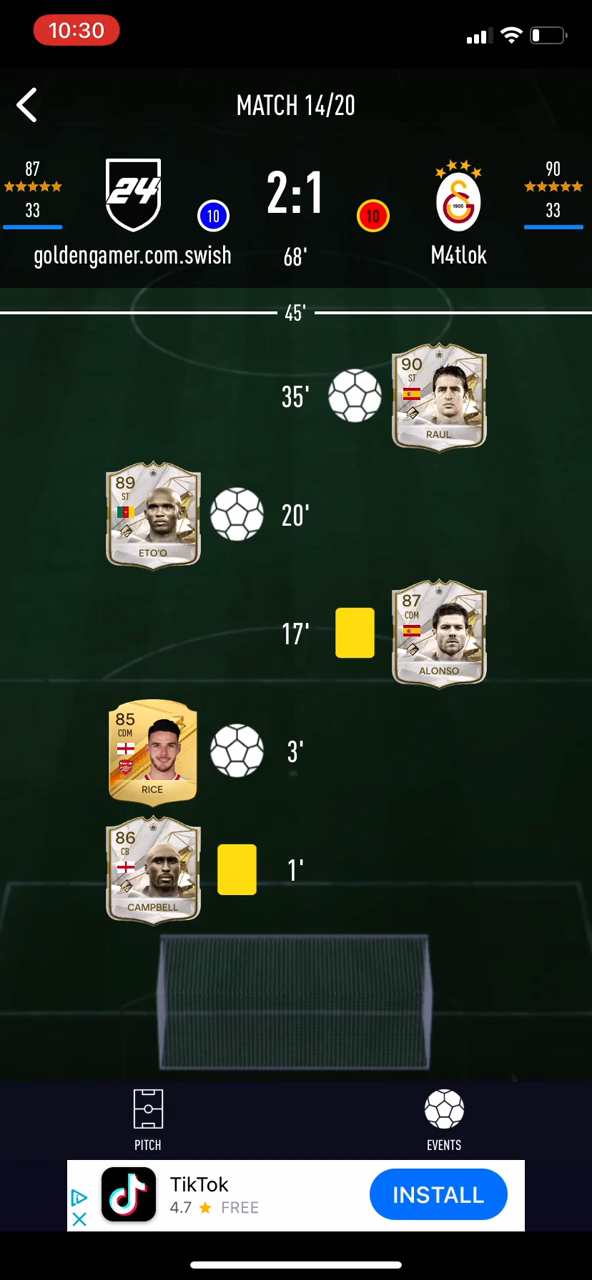 10:30
MATCH 14/20
87
33
24
10
2:1
10
1905
90
33
goldengamer.com.swish
68'
M4tlok
45'
35'
90
ST
RAUL
89
ST
ETO'O
20'
17'
87
CDM
ALONSO
85
CDM
RICE
3'
86
CB
CAMPBELL
1'
PITCH
EVENTS
TikTok
4.7 ★ FREE
INSTALL